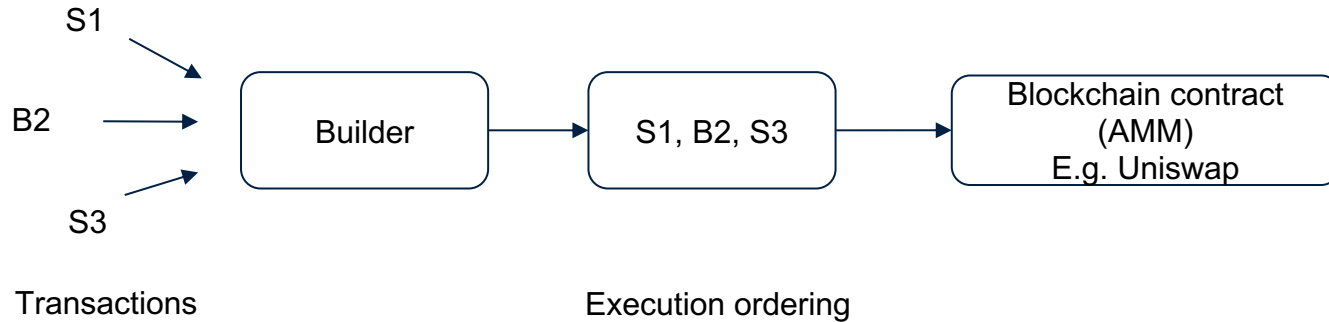 S1
B2
S3
Builder
S1, B2, S3
Blockchain contract
(AMM)
E.g. Uniswap
Transactions
Execution ordering